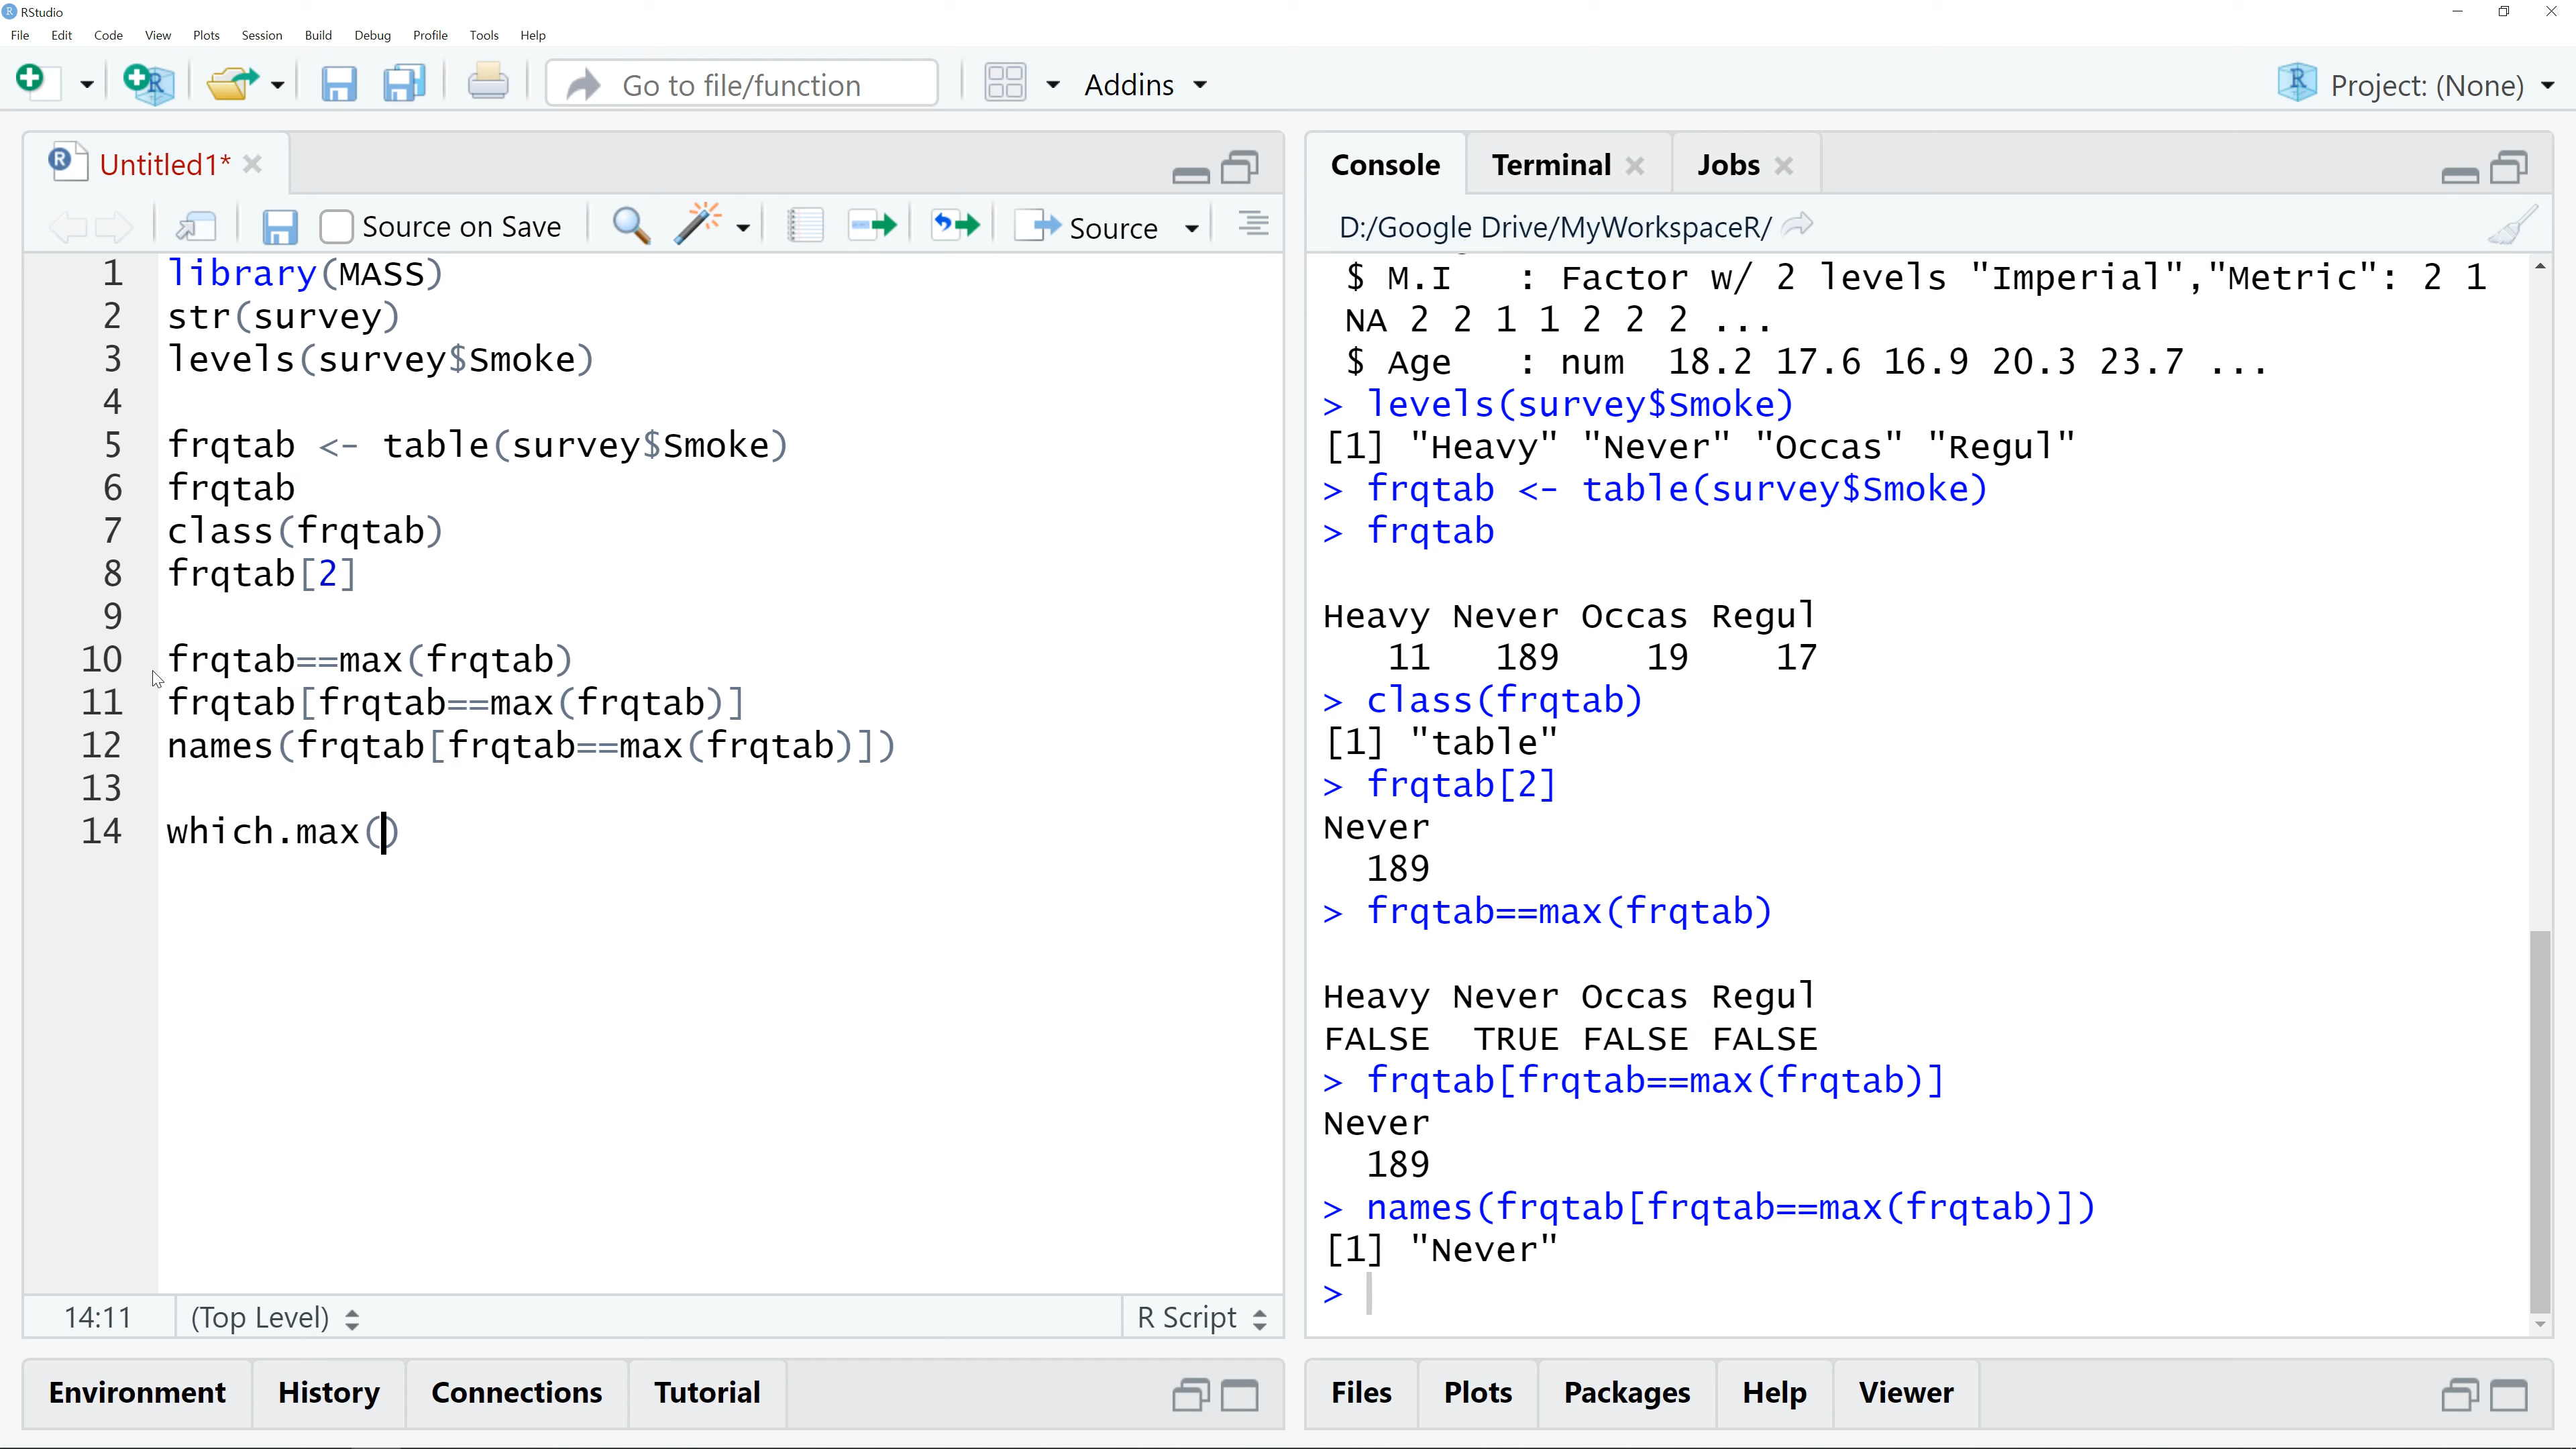 RStudio
File Edit Code View Plots Session Build Debug Profile Tools Help
Go to file/function Addins Project: (None)
Untitled1*
Source on Save Source
1 library(MASS)
2 str(survey)
3 levels(survey$Smoke)
4
5 frqtab <- table(survey$Smoke)
6 frqtab
7 class(frqtab)
8 frqtab[2]
9
10 frqtab==max(frqtab)
11 frqtab[frqtab==max(frqtab)]
12 names(frqtab[frqtab==max(frqtab)])
13
14 which.max()
14:11 (Top Level) R Script
Environment History Connections Tutorial
Console Terminal Jobs
D:/Google Drive/MyWorkspaceR/
$ M.I   : Factor w/ 2 levels "Imperial","Metric": 2 1
NA 2 2 1 1 2 2 2 ...
$ Age   : num  18.2 17.6 16.9 20.3 23.7 ...
> levels(survey$Smoke)
[1] "Heavy" "Never" "Occas" "Regul"
> frqtab <- table(survey$Smoke)
> frqtab
Heavy Never Occas Regul
11 189 19 17
> class(frqtab)
[1] "table"
> frqtab[2]
Never
189
> frqtab==max(frqtab)
Heavy Never Occas Regul
FALSE TRUE FALSE FALSE
> frqtab[frqtab==max(frqtab)]
Never
189
> names(frqtab[frqtab==max(frqtab)])
[1] "Never"
>
Files Plots Packages Help Viewer